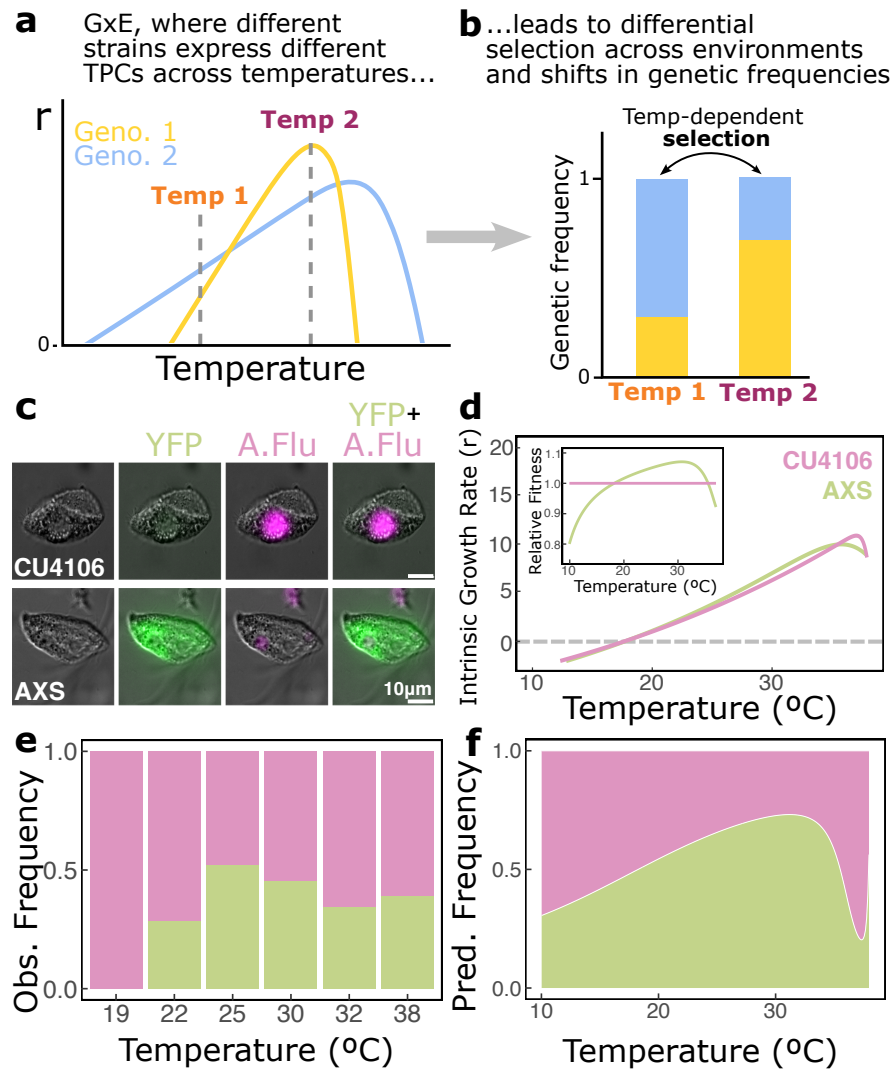 a
GxE, where different
strains express different
TPCs across temperatures...
r
Geno. 1
Geno. 2
Temp 1
Temp 2
0
Temperature
b
...leads to differential
selection across environments
and shifts in genetic frequencies
Temp-dependent
selection
Genetic frequency
1
0
Temp 1 Temp 2
c
YFP A.Flu YFP+
A.Flu
CU4106
AXS
10μm
d
Intrinsic Growth Rate (r)
20
15
10
5
0
10 20 30
Temperature (ºC)
CU4106
AXS
Relative Fitness
1.1
1.0
0.9
0.8
10 20 30
Temperature (ºC)
e
Obs. Frequency
1.0
0.5
0.0
19 22 25 30 32 38
Temperature (ºC)
f
Pred. Frequency
1.0
0.5
0.0
10 20 30
Temperature (ºC)